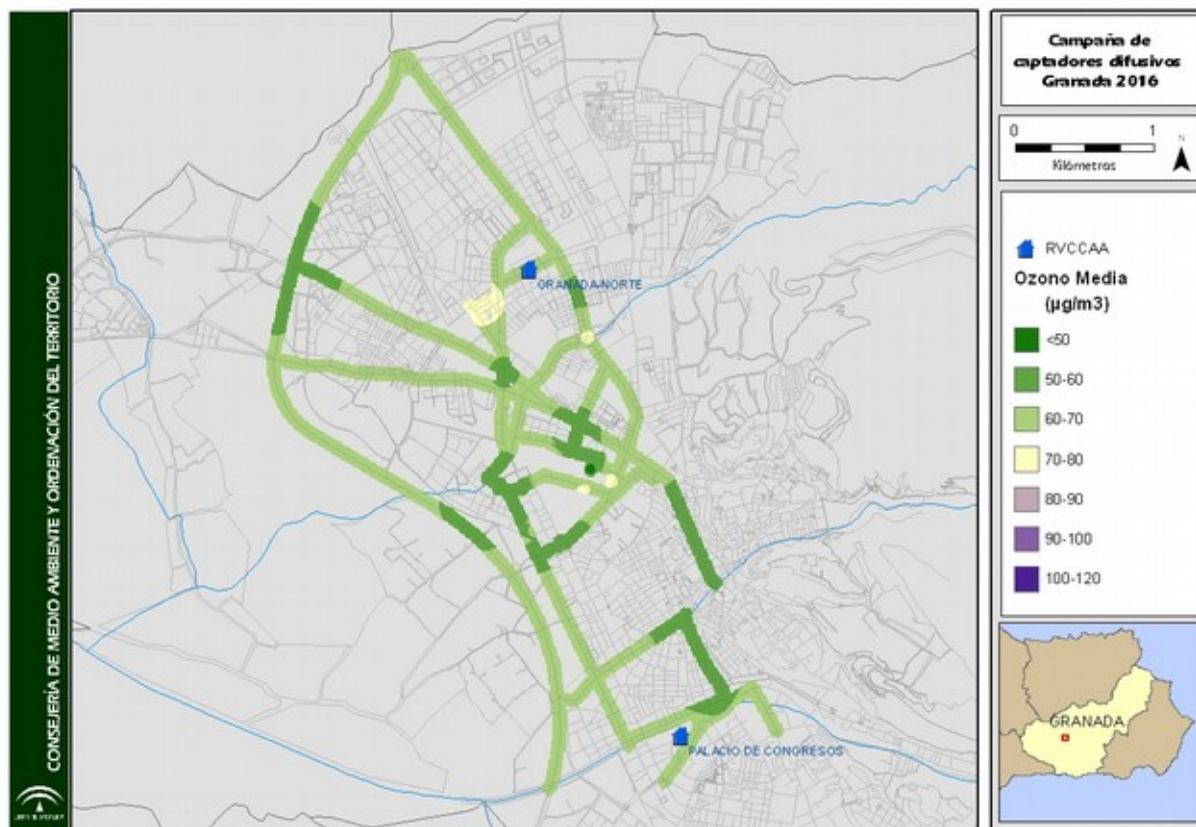 CONSEJERÍA DE MEDIO AMBIENTE Y ORDENACIÓN DEL TERRITORIO
GRANADA-NORTE
PALACIO DE CONGRESOS
Campaña de
captadores difusivos
Granada 2016
0 1
Kilómetros
N
RVCCAA
Ozono Media
(µg/m3)
<50
50-60
60-70
70-80
80-90
90-100
100-120
GRANADA